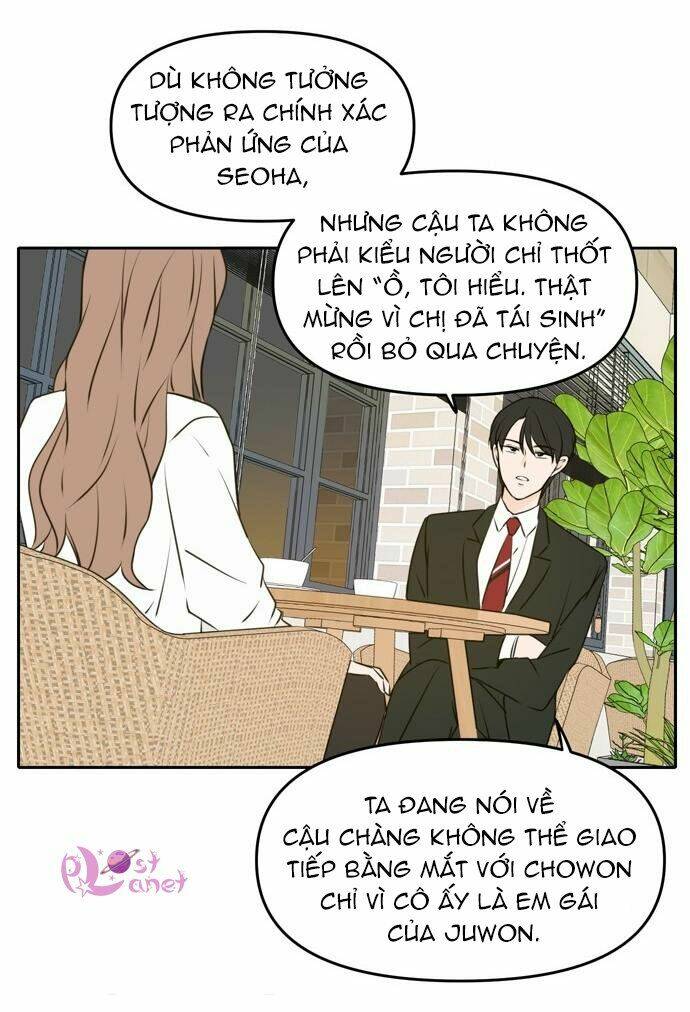 DÙ KHÔNG TƯỞNG
TƯỢNG RA CHÍNH XÁC
PHẢN ỨNG CỦA
SEOHA,
NHƯNG CẬU TA KHÔNG
PHẢI KIỂU NGƯỜI CHỈ THỐT
LÊN “Ồ, TÔI HIỂU. THẬT
MỪNG VÌ CHỊ ĐÃ TÁI SINH”
RỒI BỎ QUA CHUYỆN.
TA ĐANG NÓI VỀ
CẬU CHÀNG KHÔNG THỂ GIAO
TIẾP BẰNG MẮT VỚI CHOWON
CHỈ VÌ CÔ ẤY LÀ EM GÁI
CỦA JUWON.
Lost
pLanet